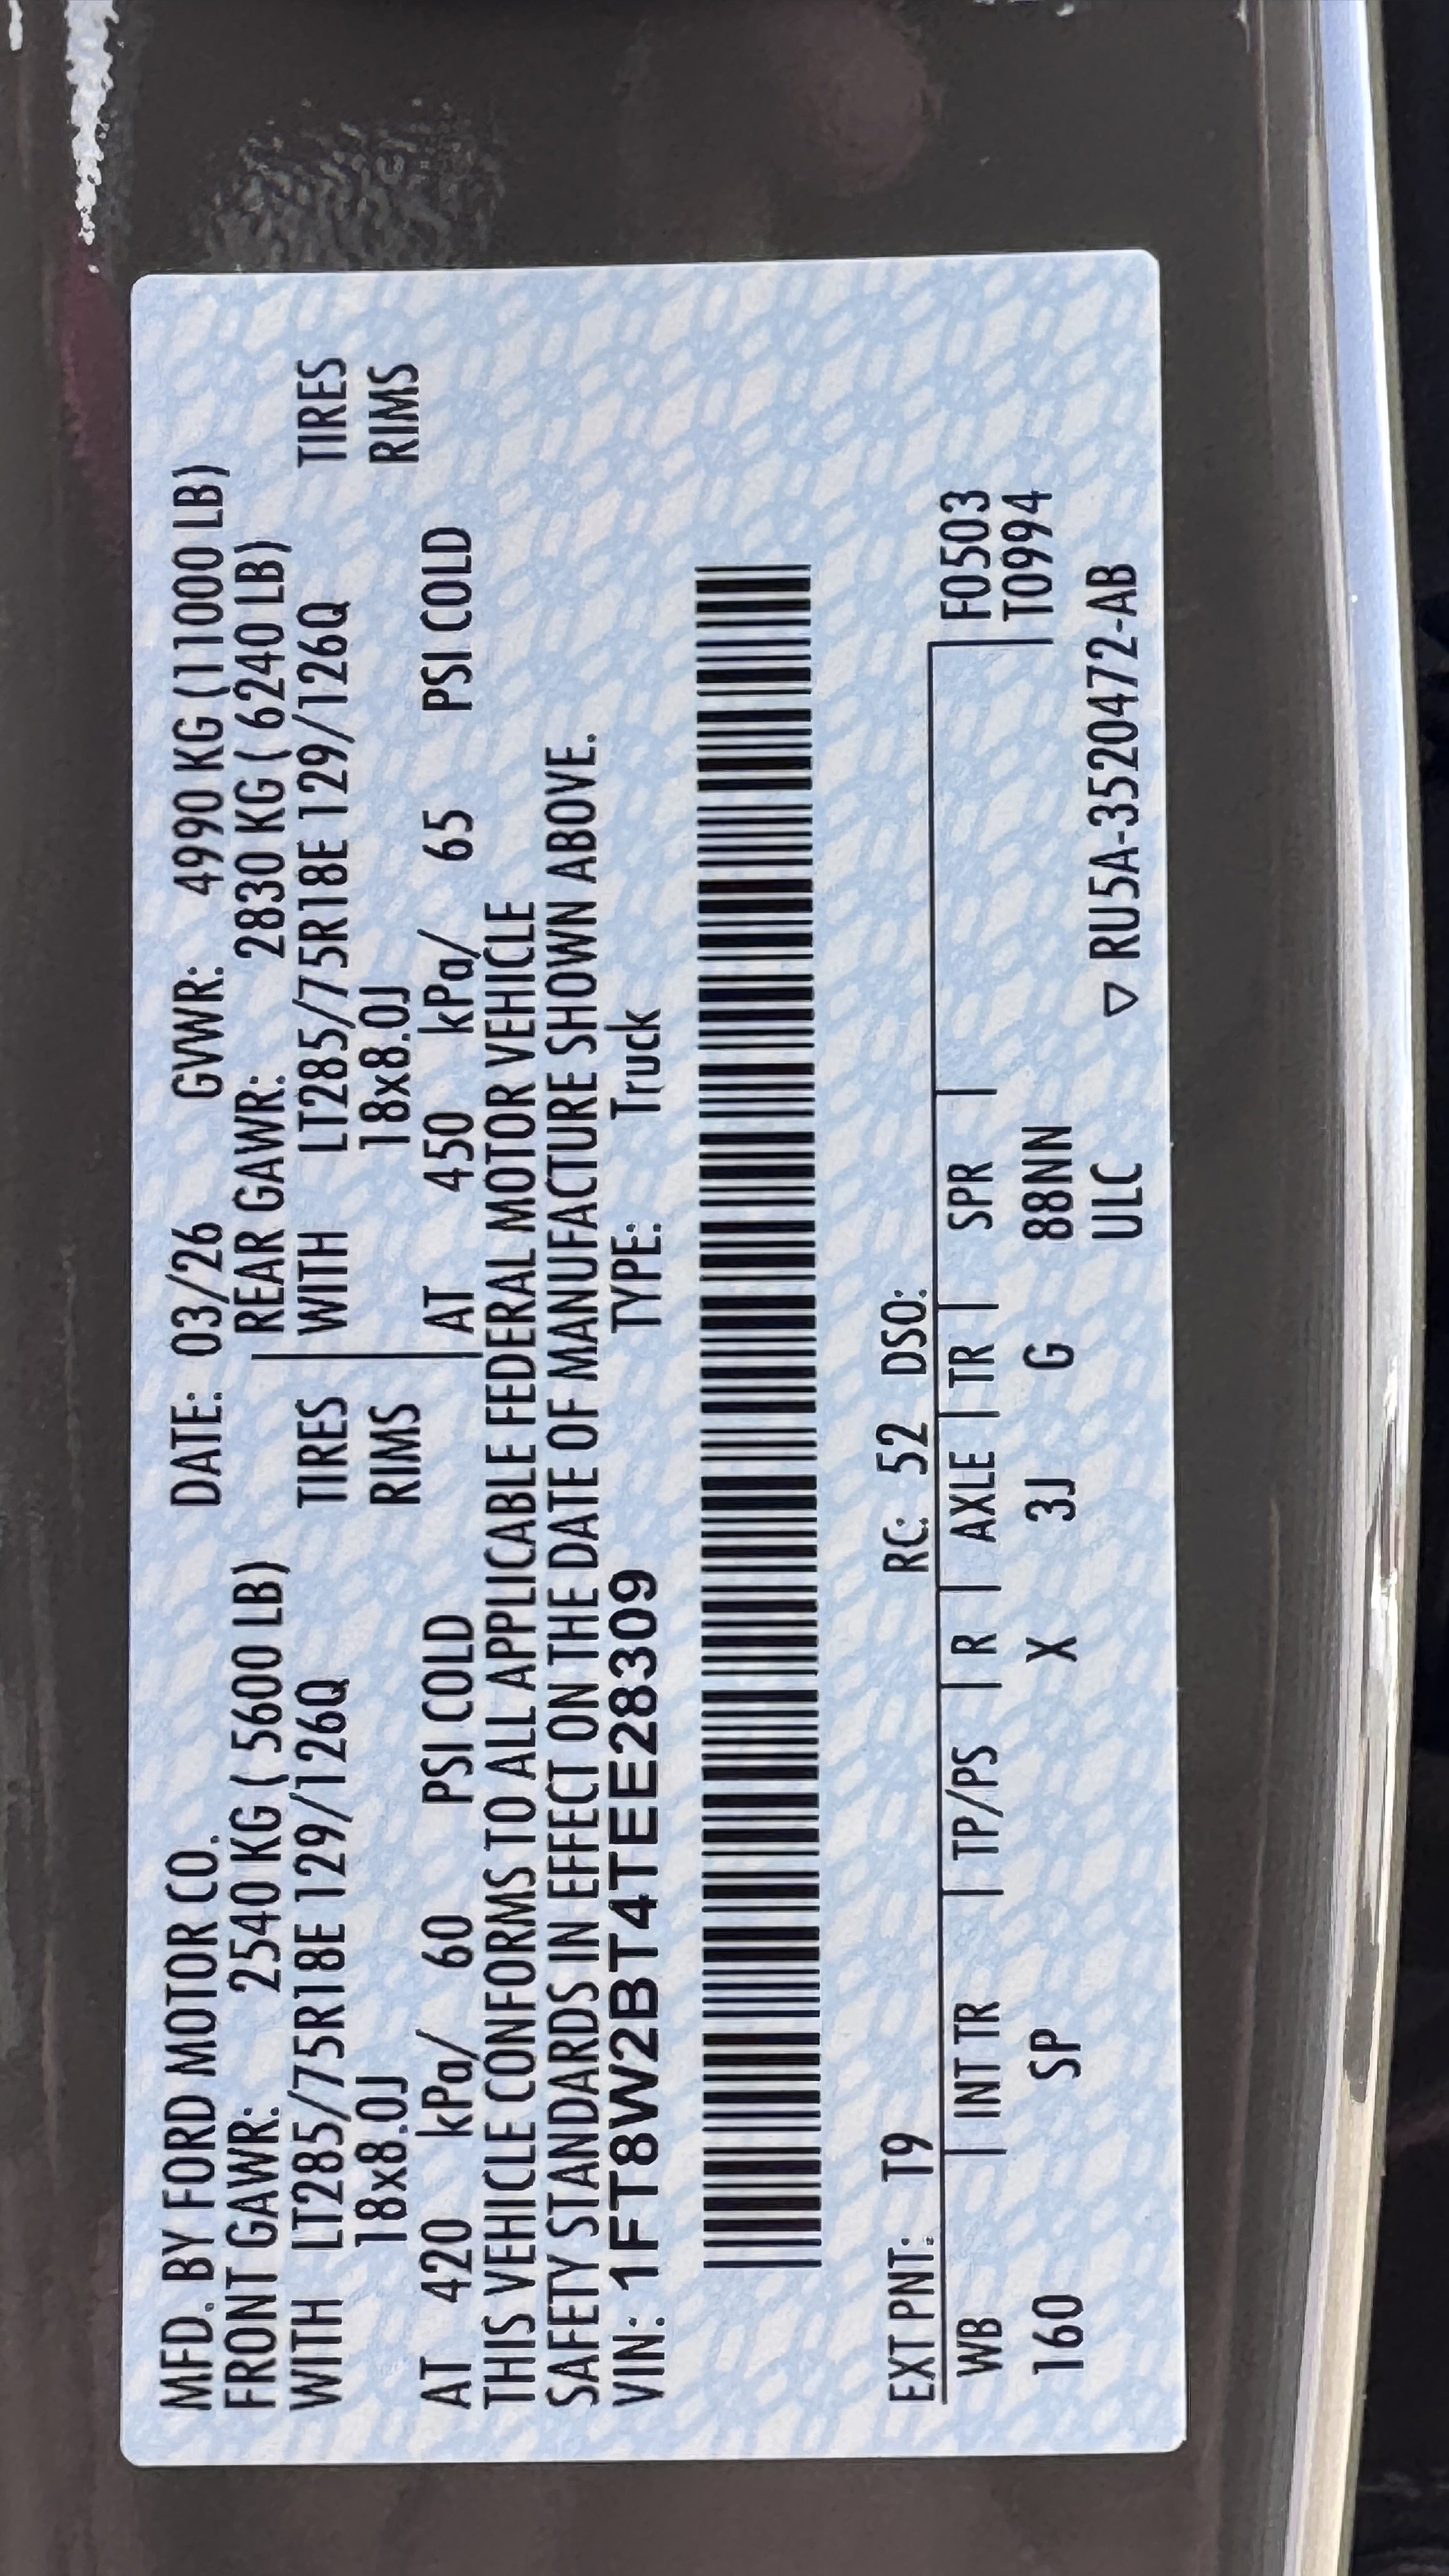 MFD. BY FORD MOTOR CO. DATE: 03/26 GVWR: 4990 KG (11000 LB)
FRONT GAWR: 2540 KG ( 5600 LB) REAR GAWR: 2830 KG ( 6240 LB)
WITH LT285/75R18E 129/126Q TIRES WITH LT285/75R18E 129/126Q TIRES
18x8.0J RIMS 18x8.0J RIMS
AT 420 kPa/ 60 PSI COLD AT 450 kPa/ 65 PSI COLD
THIS VEHICLE CONFORMS TO ALL APPLICABLE FEDERAL MOTOR VEHICLE
SAFETY STANDARDS IN EFFECT ON THE DATE OF MANUFACTURE SHOWN ABOVE.
VIN: 1FT8W2BT4TEE28309 TYPE: Truck
EXT PNT: T9 RC: 52 DSO:
WB INT TR TP/PS R AXLE TR SPR F0503
160 SP X 3J G 88NN T0994
ULC ▽ RU5A-3520472-AB